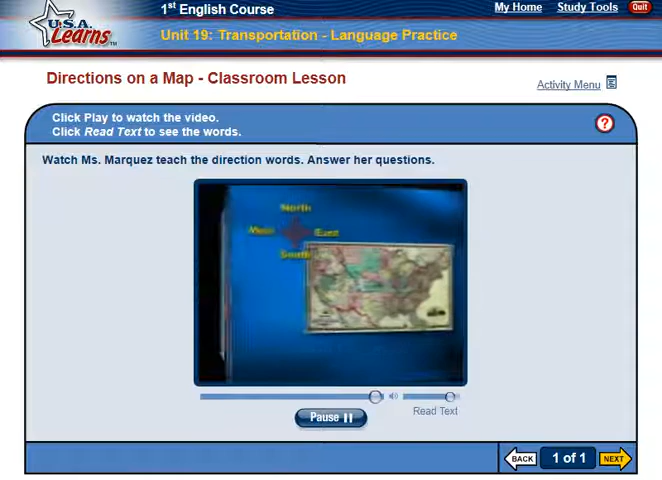 U.S.A. Learns™
1st English Course
My Home Study Tools Quit
Unit 19: Transportation - Language Practice
Directions on a Map - Classroom Lesson
Activity Menu
Click Play to watch the video.
Click Read Text to see the words.
?
Watch Ms. Marquez teach the direction words. Answer her questions.
North
East
South
Pause
Read Text
BACK 1 of 1 NEXT